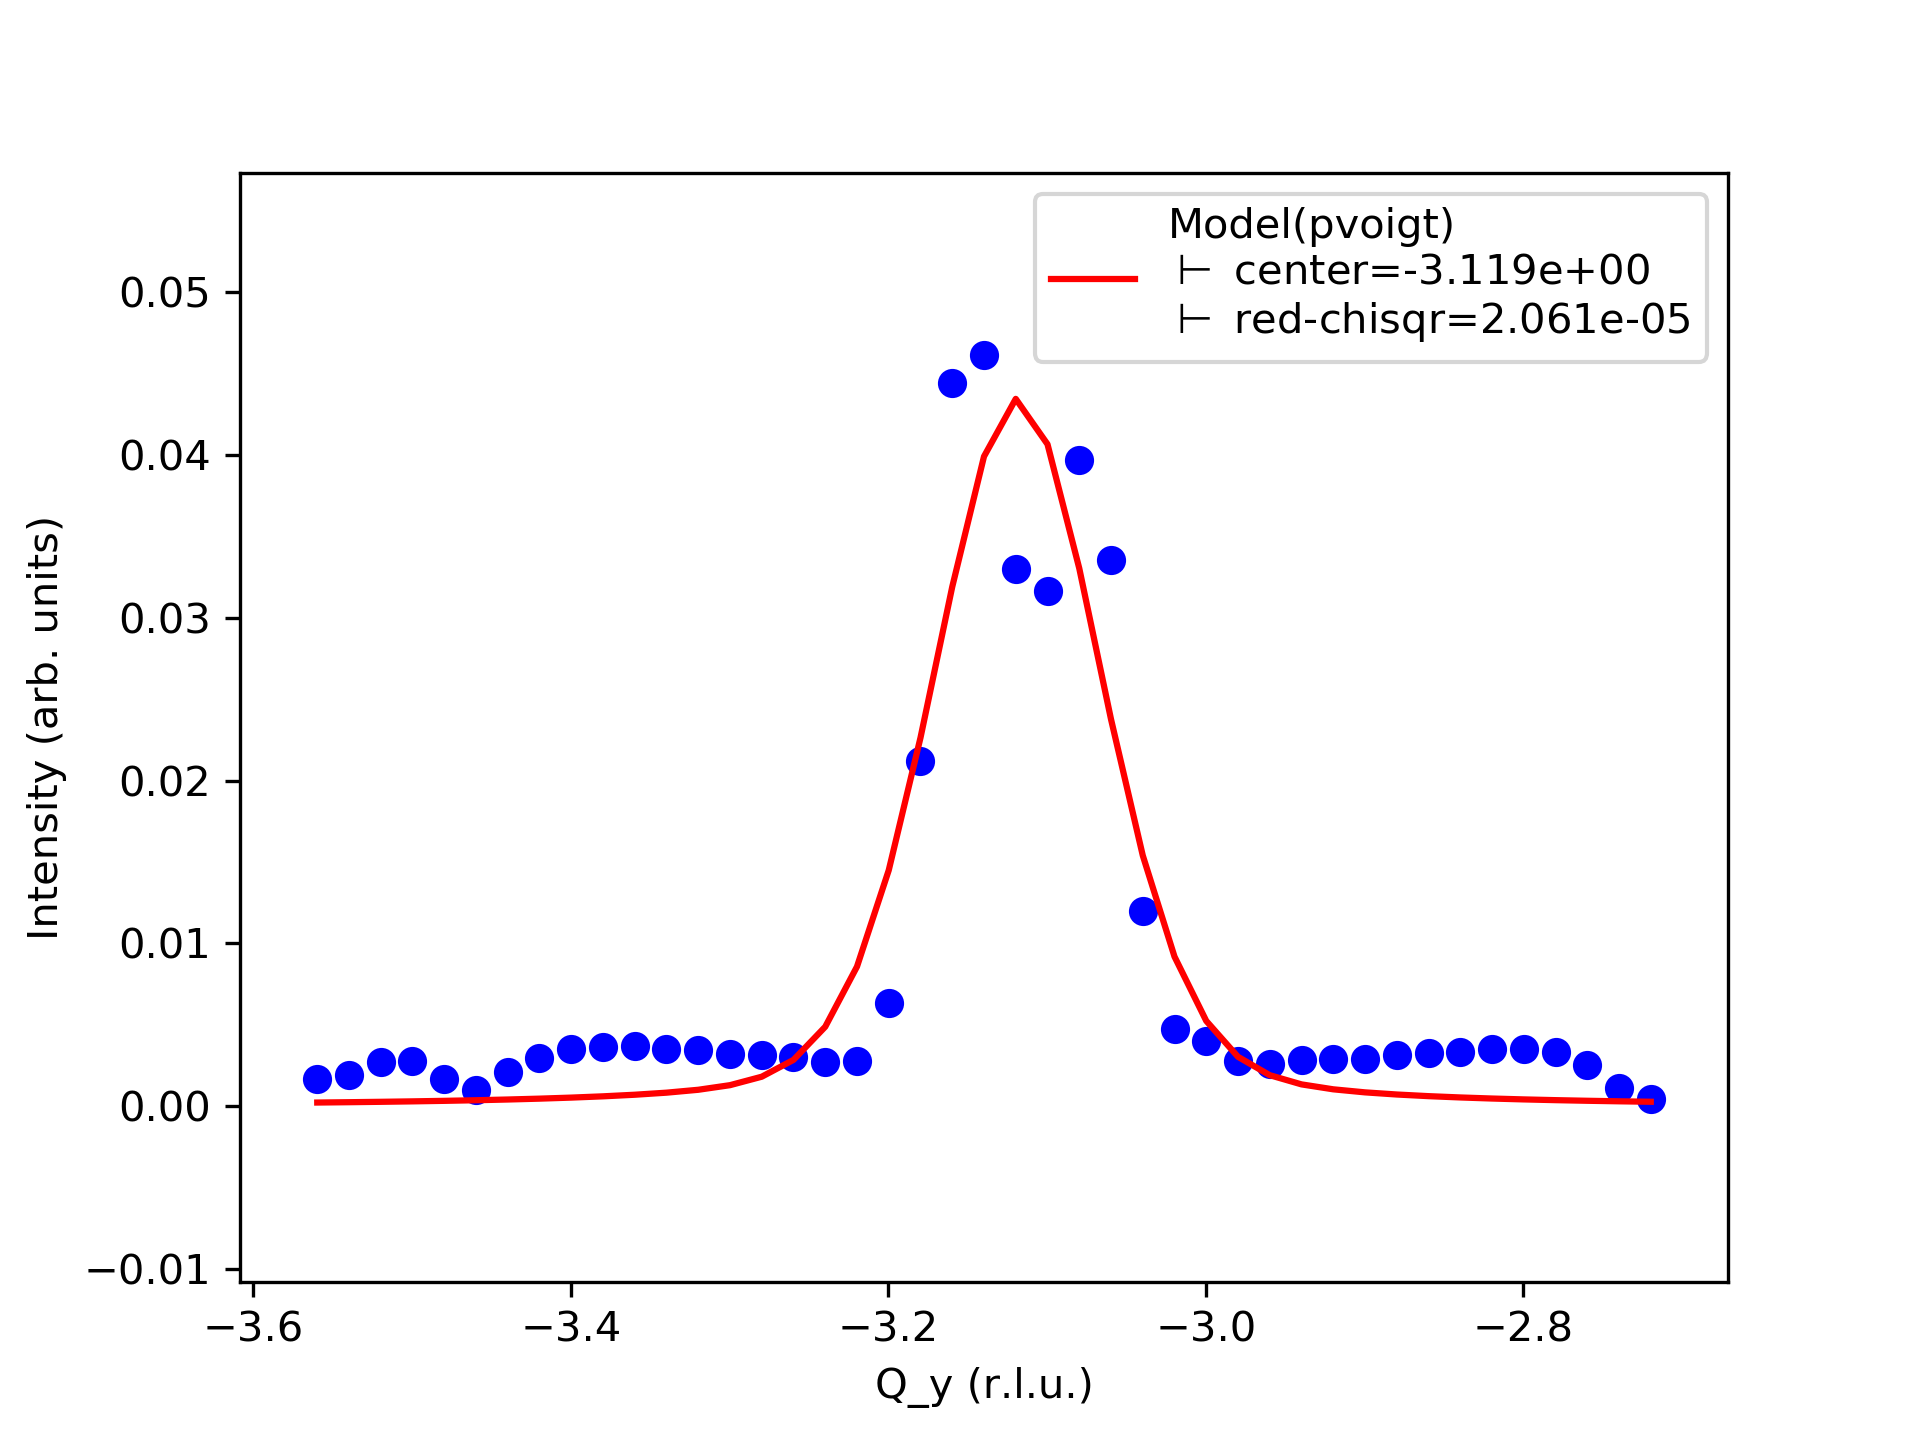 Model(pvoigt)
⊢ center=-3.119e+00
⊢ red-chisqr=2.061e-05
0.05
0.04
0.03
0.02
0.01
0.00
−0.01
Intensity (arb. units)
−3.6 −3.4 −3.2 −3.0 −2.8
Q_y (r.l.u.)